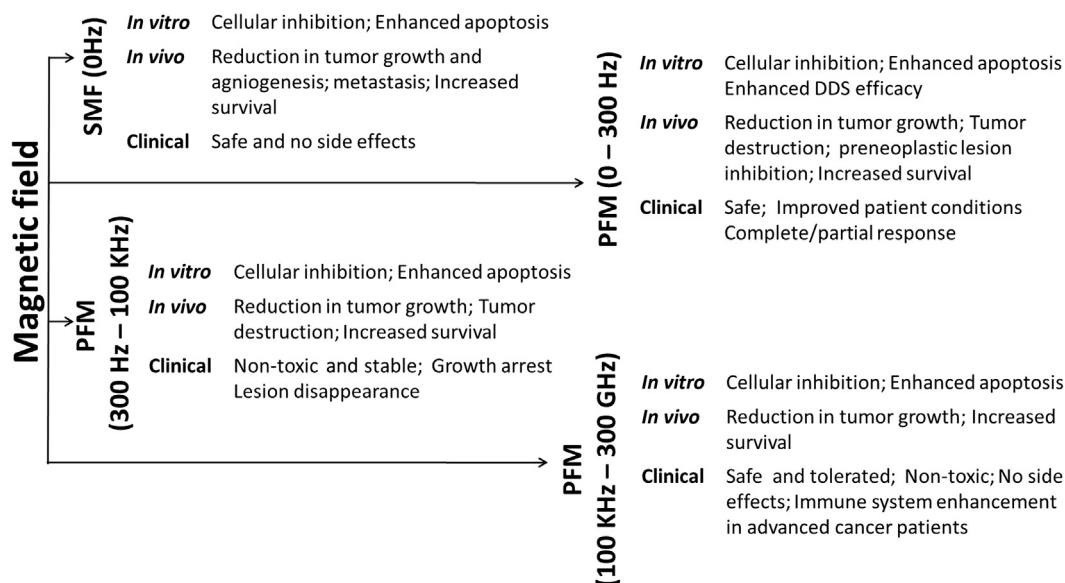 Magnetic field
SMF (0Hz)
In vitro Cellular inhibition; Enhanced apoptosis
In vivo Reduction in tumor growth and
agniogenesis; metastasis; Increased
survival
Clinical Safe and no side effects
PFM (0 – 300 Hz)
In vitro Cellular inhibition; Enhanced apoptosis
Enhanced DDS efficacy
In vivo Reduction in tumor growth; Tumor
destruction; preneoplastic lesion
inhibition; Increased survival
Clinical Safe; Improved patient conditions
Complete/partial response
PFM
(300 Hz – 100 KHz)
In vitro Cellular inhibition; Enhanced apoptosis
In vivo Reduction in tumor growth; Tumor
destruction; Increased survival
Clinical Non-toxic and stable; Growth arrest
Lesion disappearance
PFM
(100 KHz – 300 GHz)
In vitro Cellular inhibition; Enhanced apoptosis
In vivo Reduction in tumor growth; Increased
survival
Clinical Safe and tolerated; Non-toxic; No side
effects; Immune system enhancement
in advanced cancer patients